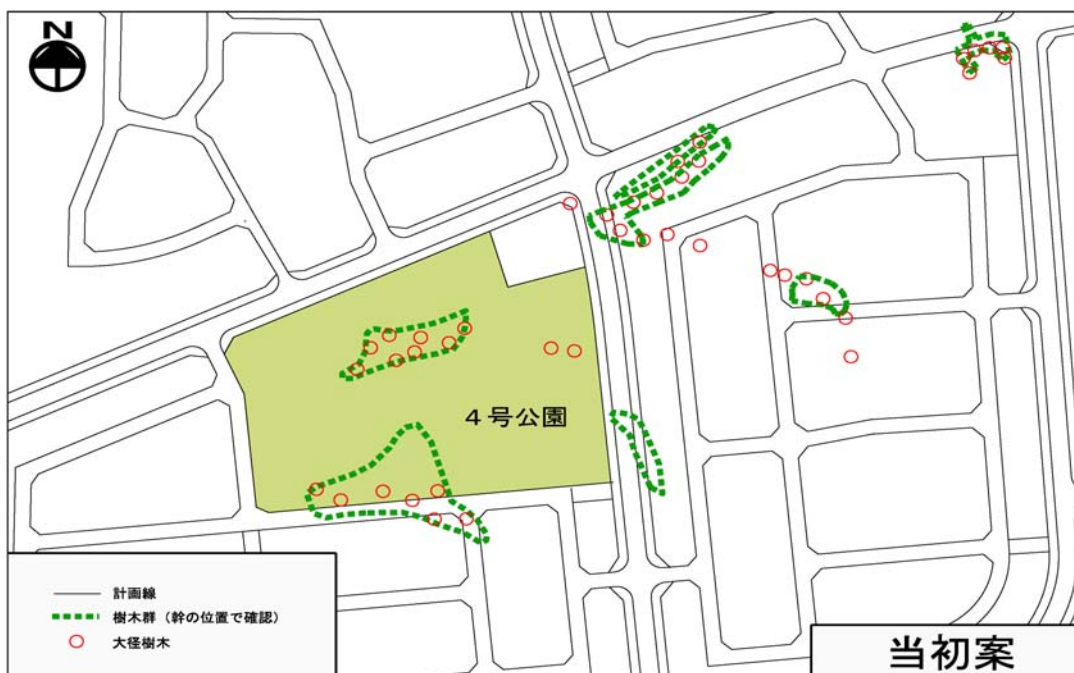 N
4号公園
計画線
樹木群（幹の位置で確認）
大径樹木
当初案